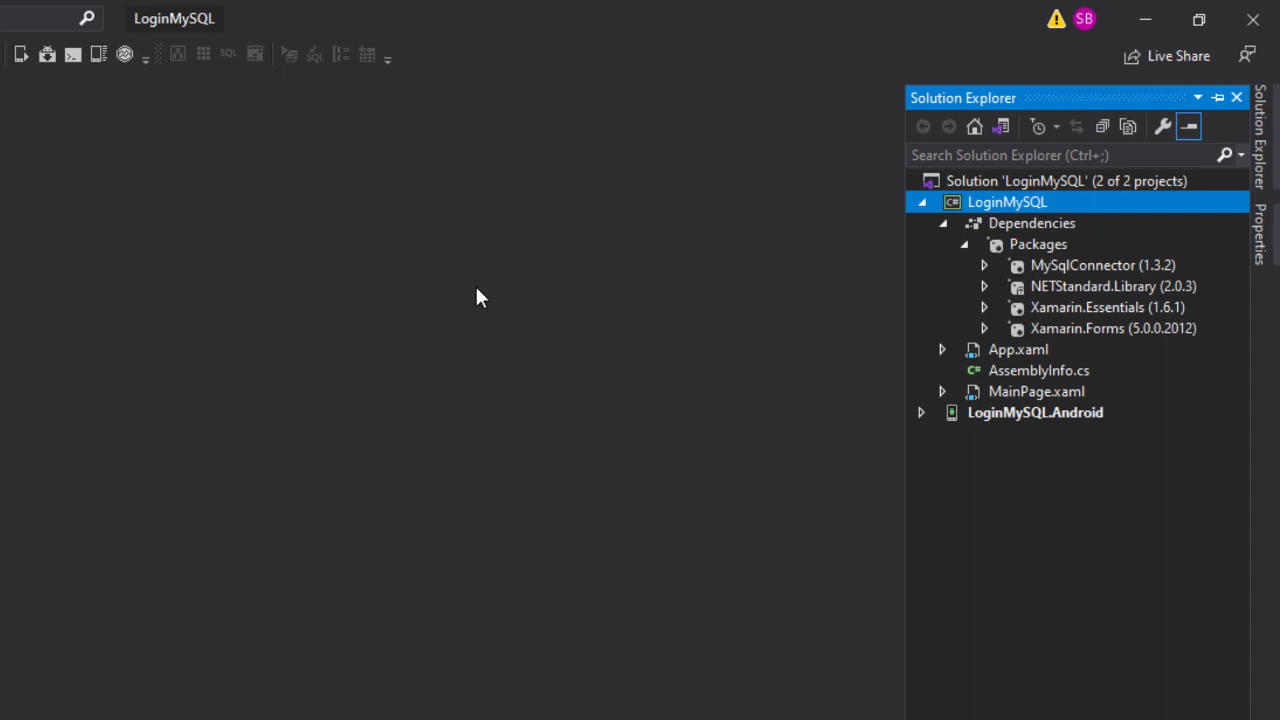 LoginMySQL
SB
SQL
SQL
Live Share
Solution Explorer
Search Solution Explorer (Ctrl+;)
Solution 'LoginMySQL' (2 of 2 projects)
C# LoginMySQL
Dependencies
Packages
MySqlConnector (1.3.2)
NETStandard.Library (2.0.3)
Xamarin.Essentials (1.6.1)
Xamarin.Forms (5.0.0.2012)
App.xaml
C# AssemblyInfo.cs
MainPage.xaml
LoginMySQL.Android
Solution Explorer
Properties